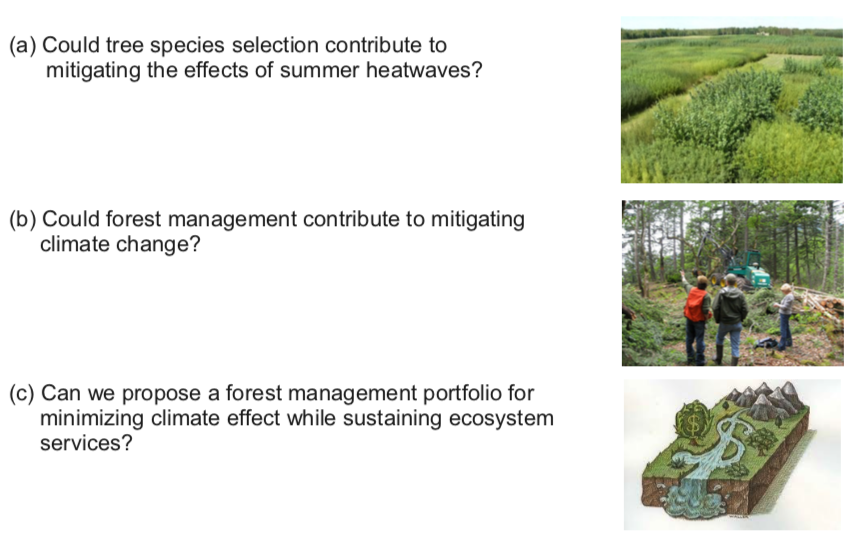 (a) Could tree species selection contribute to
mitigating the effects of summer heatwaves?
(b) Could forest management contribute to mitigating
climate change?
(c) Can we propose a forest management portfolio for
minimizing climate effect while sustaining ecosystem
services?
$